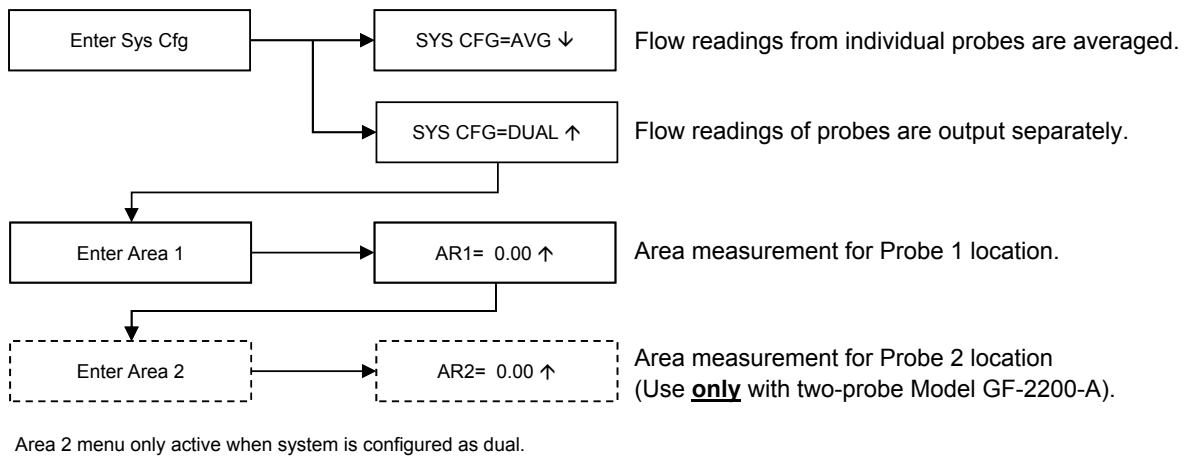 Enter Sys Cfg
SYS CFG=AVG ↓
Flow readings from individual probes are averaged.
SYS CFG=DUAL ↑
Flow readings of probes are output separately.
Enter Area 1
AR1=  0.00 ↑
Area measurement for Probe 1 location.
Enter Area 2
AR2=  0.00 ↑
Area measurement for Probe 2 location
(Use only with two-probe Model GF-2200-A).
Area 2 menu only active when system is configured as dual.